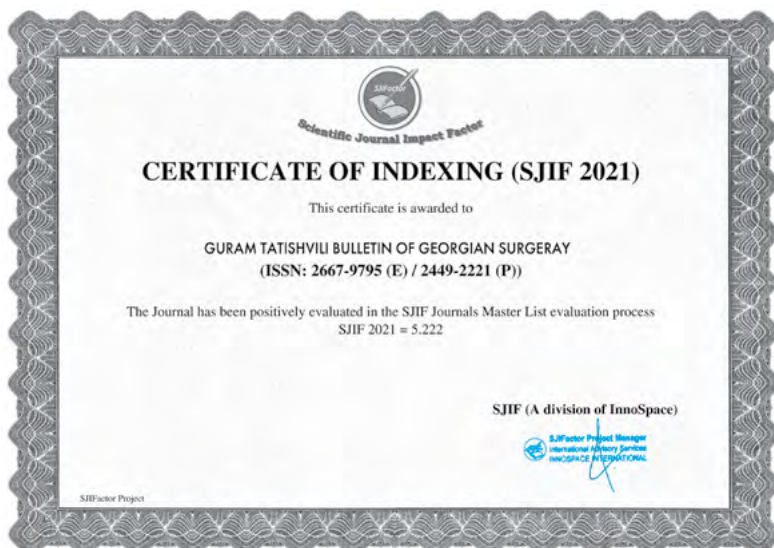 SJIFactor
Scientific Journal Impact Factor
CERTIFICATE OF INDEXING (SJIF 2021)
This certificate is awarded to
GURAM TATISHVILI BULLETIN OF GEORGIAN SURGERAY
(ISSN: 2667-9795 (E) / 2449-2221 (P))
The Journal has been positively evaluated in the SJIF Journals Master List evaluation process
SJIF 2021 = 5.222
SJIF (A division of InnoSpace)
SJIFactor Project Manager
International Advisory Services
INNOSPACE INTERNATIONAL
SJIFactor Project